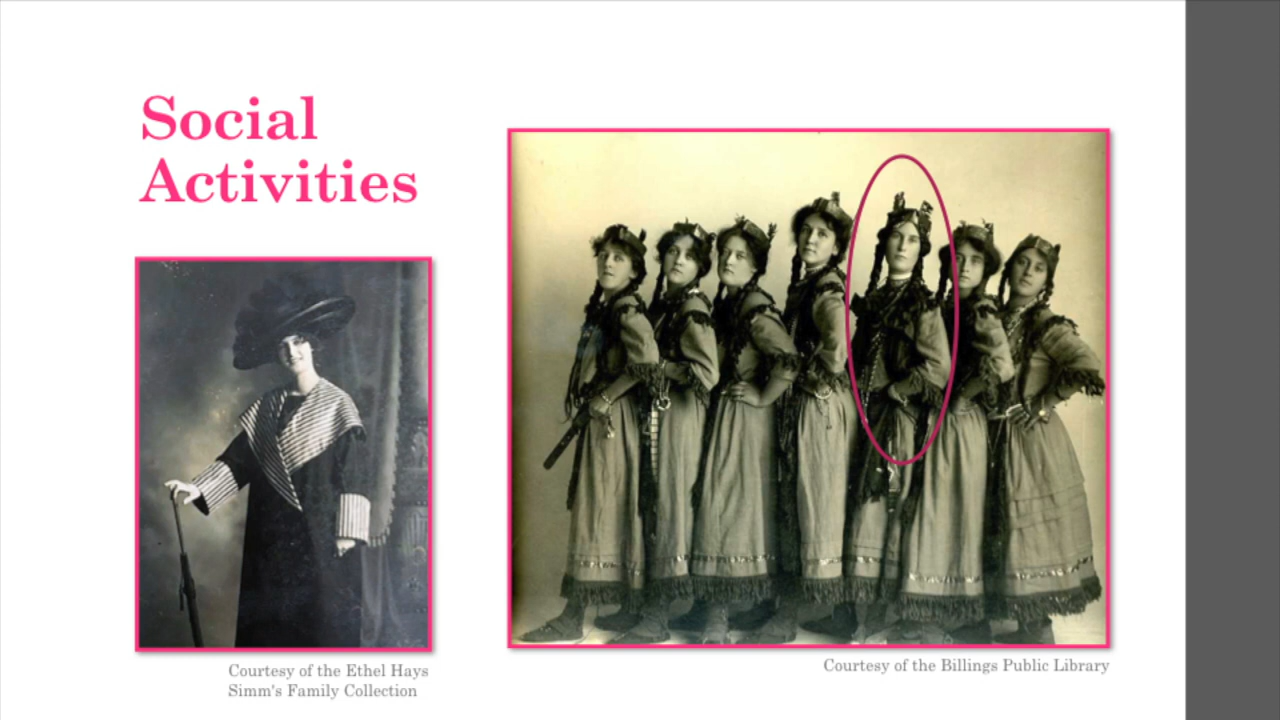 Social
Activities
Courtesy of the Ethel Hays
Simm's Family Collection
Courtesy of the Billings Public Library